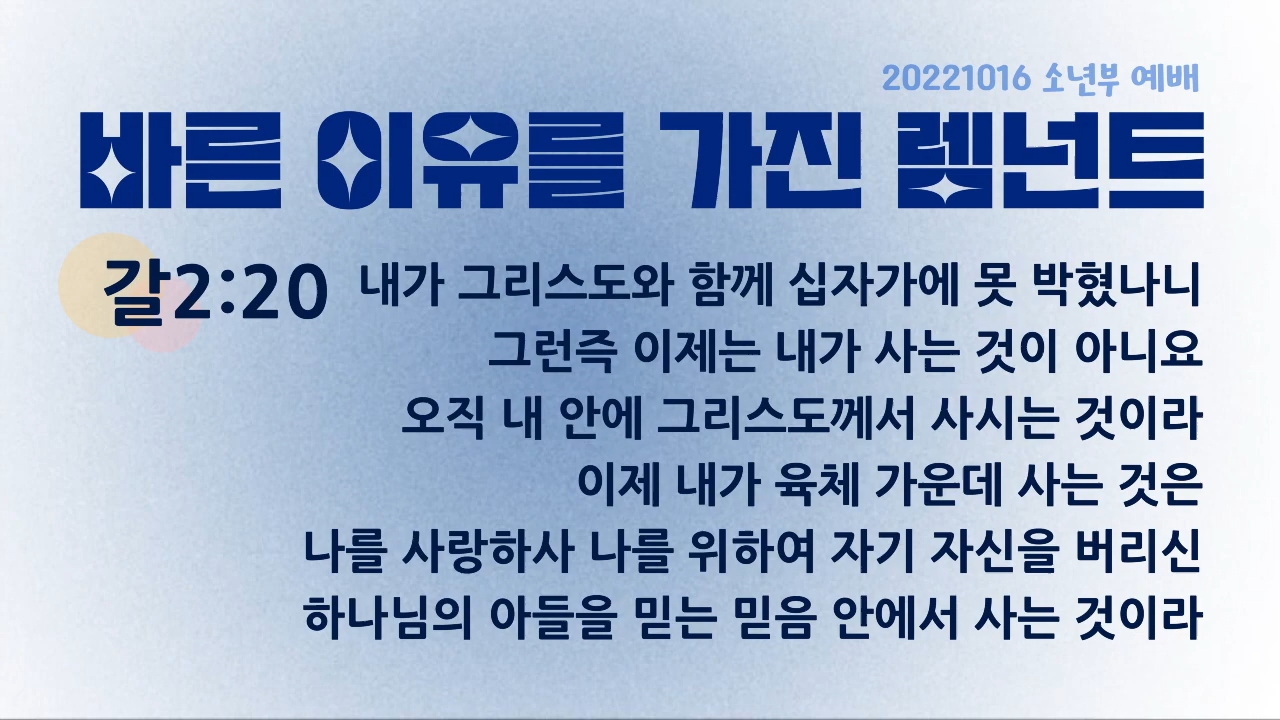 20221016 소년부 예배
바른 이유를 가진 렘넌트
갈2:20 내가 그리스도와 함께 십자가에 못 박혔나니
그런즉 이제는 내가 사는 것이 아니요
오직 내 안에 그리스도께서 사시는 것이라
이제 내가 육체 가운데 사는 것은
나를 사랑하사 나를 위하여 자기 자신을 버리신
하나님의 아들을 믿는 믿음 안에서 사는 것이라